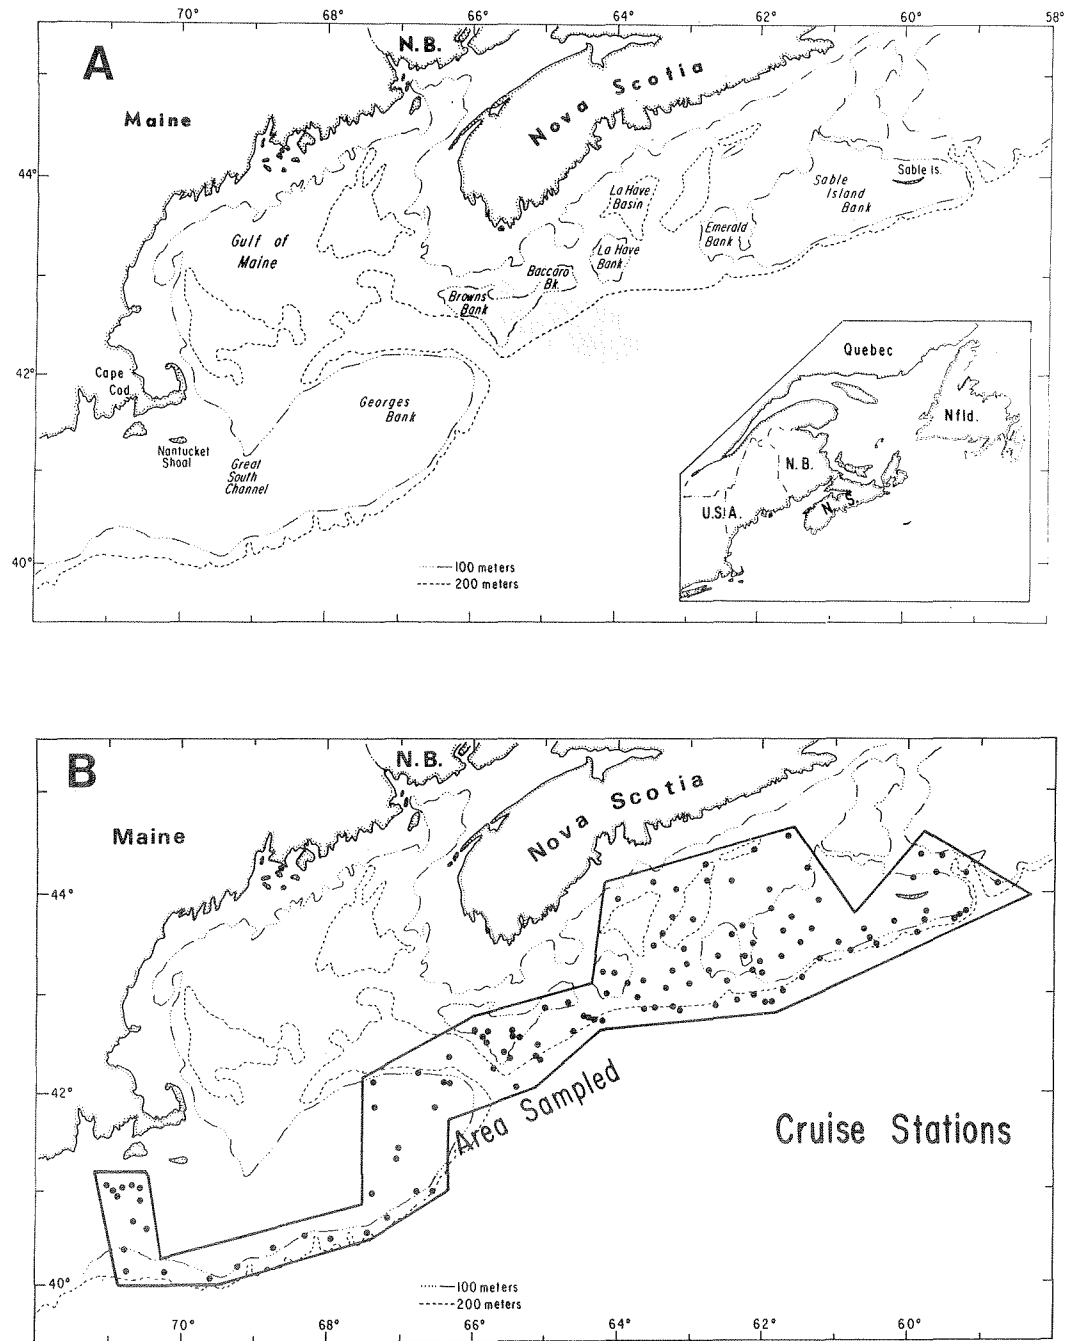 70°
68°
66°
64°
62°
60°
58°
A
N.B.
Maine
Nova Scotia
44°
Sable Is.
Sable
Island
Bank
La Have
Basin
Emerald
Bank
Gulf of
Maine
La Have
Bank
Baccaro
Bk.
Browns
Bank
42°
Cape
Cod
Georges
Bank
Nantucket
Shoal
Great
South
Channel
Quebec
Nfld.
N.B.
U.S.A.
N.S.
40°
100 meters
200 meters
B
N.B.
Maine
Nova Scotia
44°
42°
Area Sampled
Cruise Stations
40°
100 meters
200 meters
70°
68°
66°
64°
62°
60°